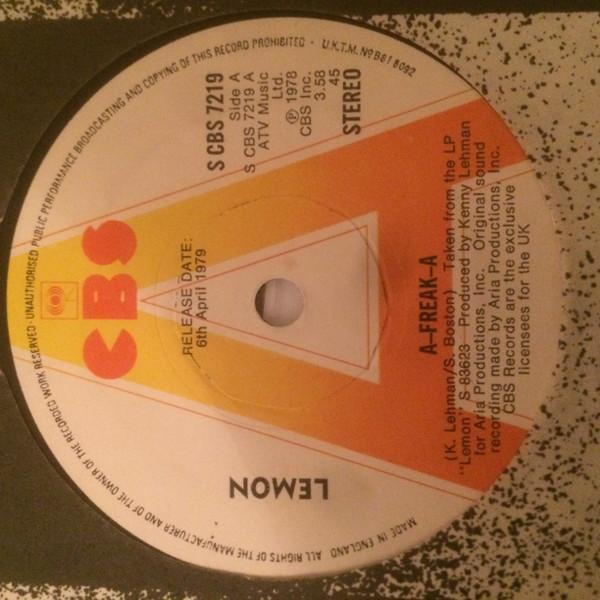 ALL RIGHTS OF THE MANUFACTURER AND OF THE OWNER OF THE RECORDED WORK RESERVED · UNAUTHORISED PUBLIC PERFORMANCE BROADCASTING AND COPYING OF THIS RECORD PROHIBITED · U.K.T.M. Nº B618092
MADE IN ENGLAND
CBS
S CBS 7219
Side A
S CBS 7219 A
ATV Music
Ltd.
℗ 1978
CBS Inc.
3.58
45
STEREO
RELEASE DATE:
6th April 1979
LEMON
A–FREAK–A
(K. Lehman/S. Boston) Taken from the LP
"Lemon" S-83623 Produced by Kenny Lehman
for Aria Productions, Inc. Original sound
recording made by Aria Productions, Inc.
CBS Records are the exclusive
licensees for the UK